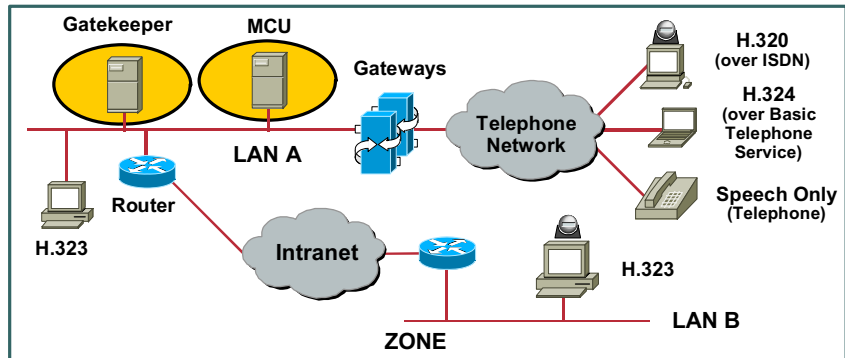 Gatekeeper
MCU
Gateways
H.320
(over ISDN)
H.324
(over Basic
Telephone
Service)
Telephone
Network
LAN A
Router
H.323
Speech Only
(Telephone)
Intranet
H.323
ZONE
LAN B